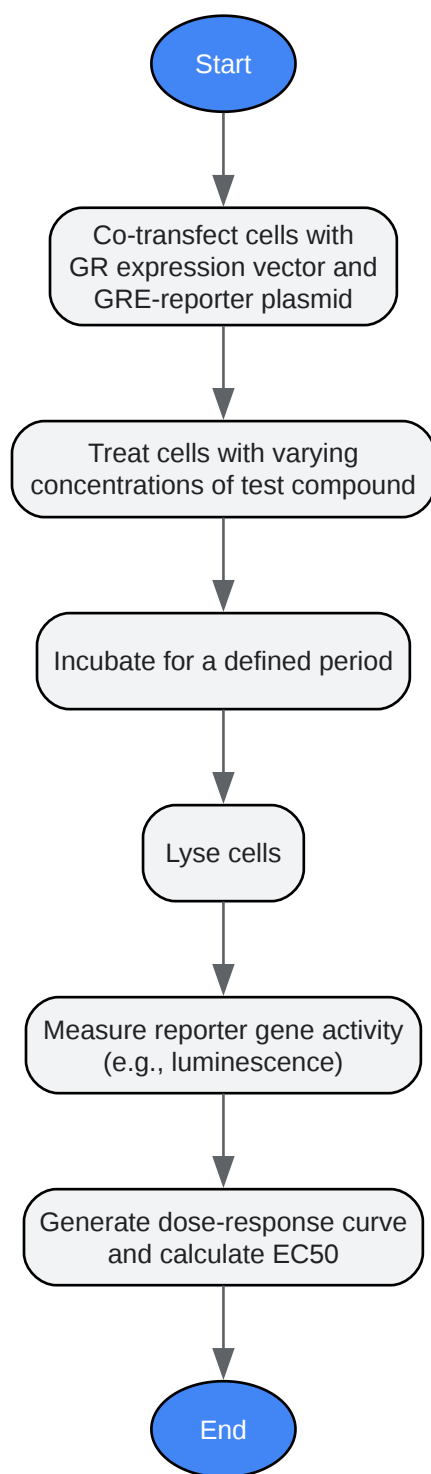 Start
Co-transfect cells with
GR expression vector and
GRE-reporter plasmid
Treat cells with varying
concentrations of test compound
Incubate for a defined period
Lyse cells
Measure reporter gene activity
(e.g., luminescence)
Generate dose-response curve
and calculate EC50
End